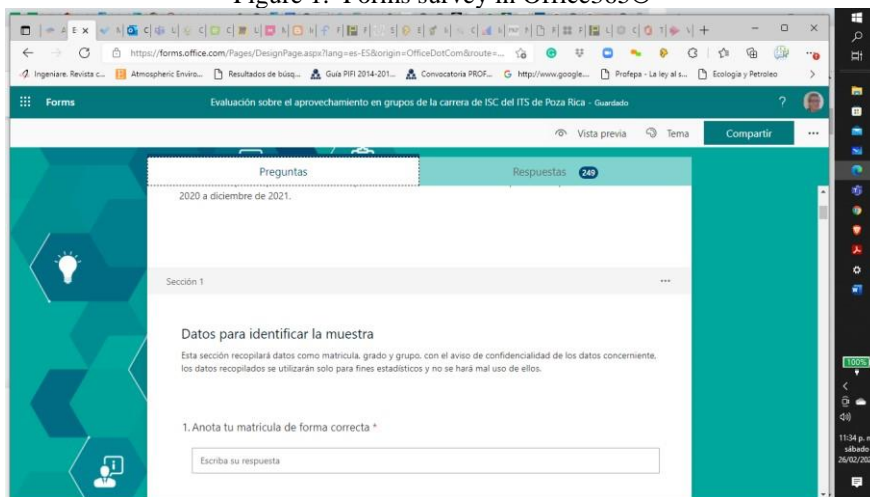 Figure 1. Forms survey in Office365©
https://forms.office.com/Pages/DesignPage.aspx?lang=es-ES&origin=OfficeDotCom&route=...
Ingeniare. Revista c... Atmospheric Enviro... Resultados de búsq... Guía PIFI 2014-201... Convocatoria PROF... http://www.google... Profepa - La ley al s... Ecología y Petroleo
Forms Evaluación sobre el aprovechamiento en grupos de la carrera de ISC del ITS de Poza Rica - Guardado ?
Vista previa Tema Compartir ...
Preguntas Respuestas 249
2020 a diciembre de 2021.
Sección 1 ...
Datos para identificar la muestra
Esta sección recopilará datos como matricula, grado y grupo, con el aviso de confidencialidad de los datos concerniente,
los datos recopilados se utilizarán solo para fines estadísticos y no se hará mal uso de ellos.
1. Anota tu matricula de forma correcta *
Escriba su respuesta
100%
11:34 p. m
sábado
26/02/202